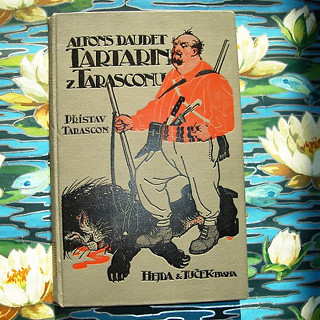 ALFONS DAUDET
TARTARIN
Z TARASCONU
PŘÍSTAV
TARASCON
HEJDA & TUČEK-PRAHA